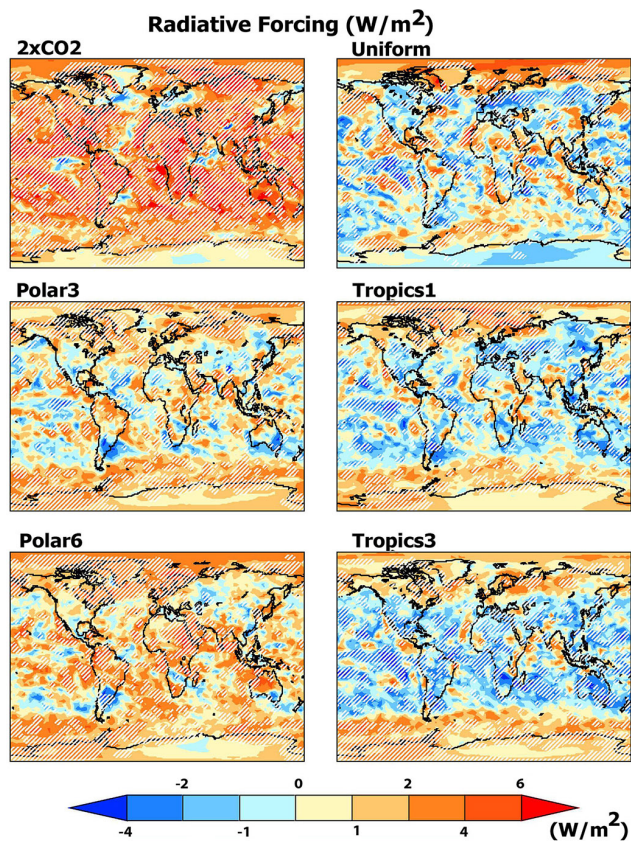 Radiative Forcing (W/m²)
2xCO2
Uniform
Polar3
Tropics1
Polar6
Tropics3
-2 0 2 6
-4 -1 1 4 (W/m²)